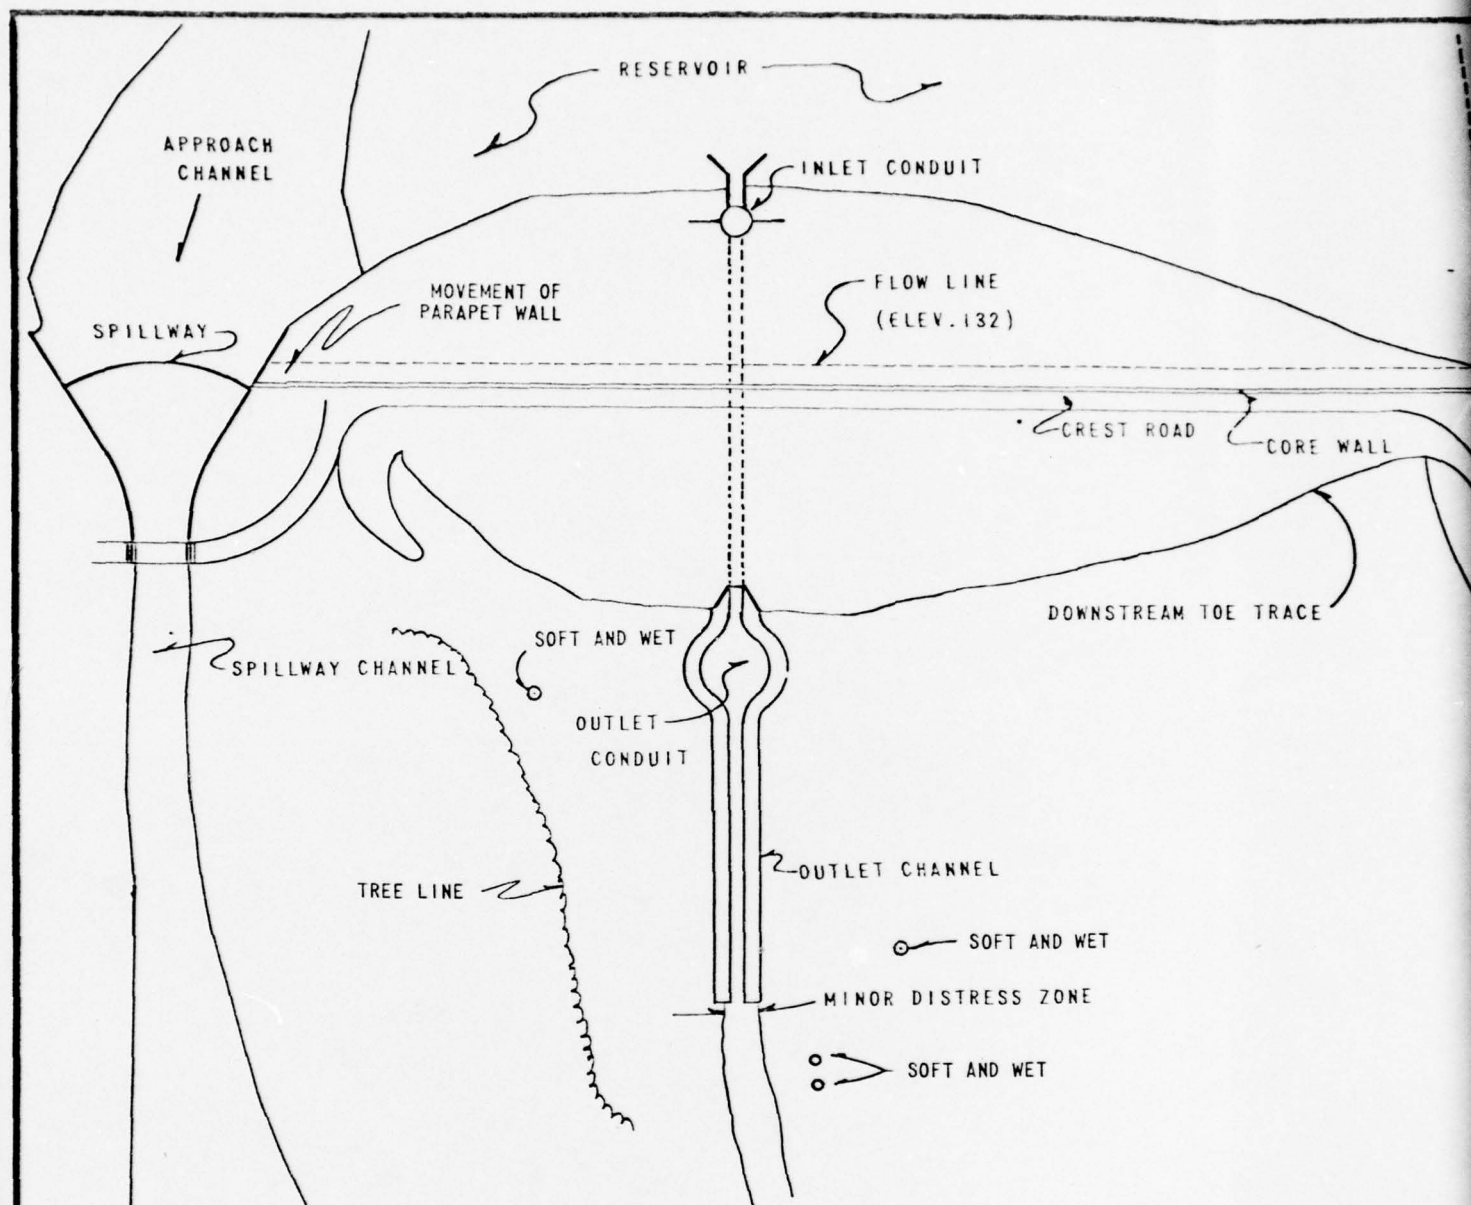 RESERVOIR
APPROACH
CHANNEL
INLET CONDUIT
MOVEMENT OF
PARAPET WALL
FLOW LINE
(ELEV.132)
SPILLWAY
CREST ROAD
CORE WALL
DOWNSTREAM TOE TRACE
SOFT AND WET
SPILLWAY CHANNEL
OUTLET
CONDUIT
OUTLET CHANNEL
TREE LINE
SOFT AND WET
MINOR DISTRESS ZONE
SOFT AND WET